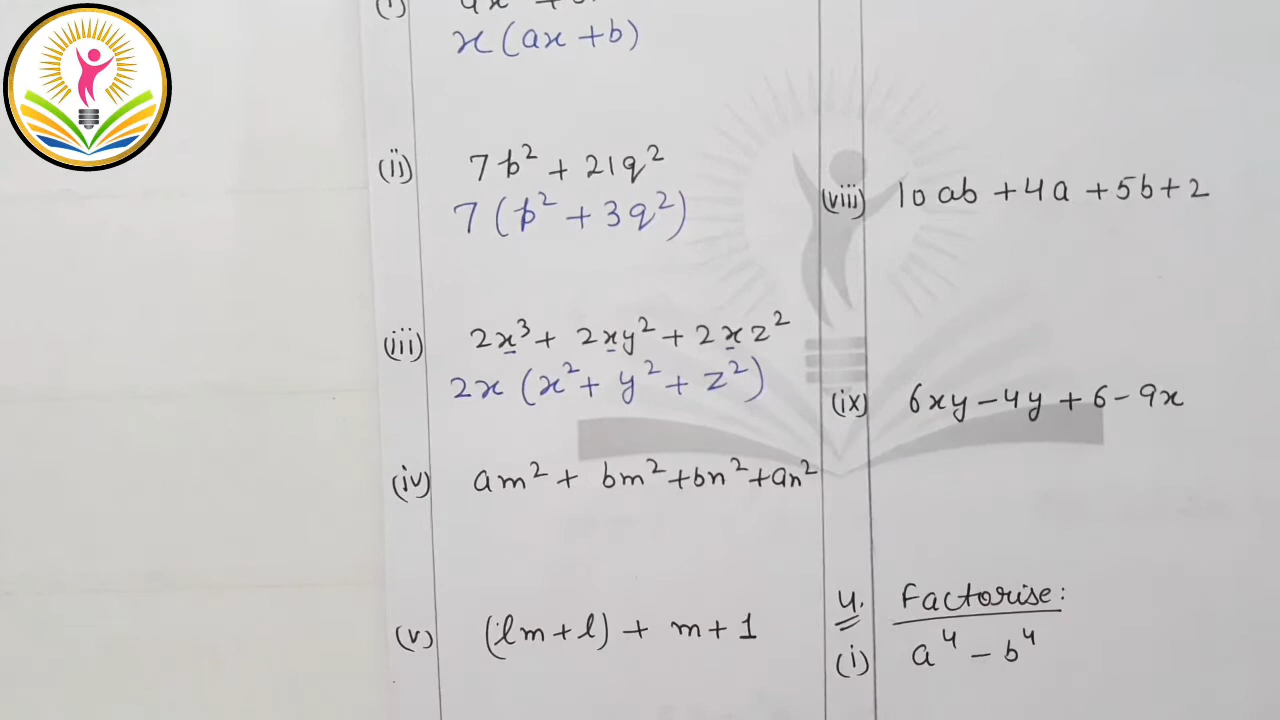 x(ax+b)
(ii) 7p² + 21q²
7(p² + 3q²)
(iii) 2x³ + 2xy² + 2xz²
2x (x² + y² + z²)
(iv) am² + bm² + bn² + an²
(v) (lm + l) + m + 1
(viii) 10ab + 4a + 5b + 2
(ix) 6xy - 4y + 6 - 9x
4. Factorise:
(i) a⁴ - b⁴